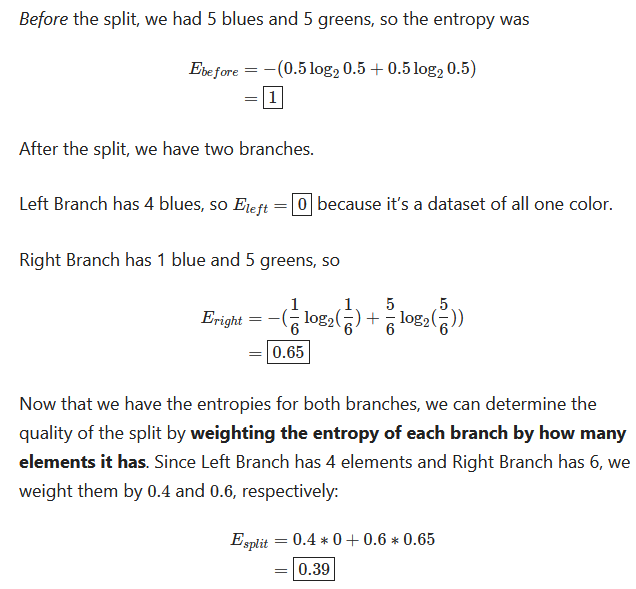 Before the split, we had 5 blues and 5 greens, so the entropy was
E_before = −(0.5 log₂ 0.5 + 0.5 log₂ 0.5)
= 1
After the split, we have two branches.
Left Branch has 4 blues, so E_left = 0 because it's a dataset of all one color.
Right Branch has 1 blue and 5 greens, so
E_right = −(1/6 log₂(1/6) + 5/6 log₂(5/6))
= 0.65
Now that we have the entropies for both branches, we can determine the
quality of the split by weighting the entropy of each branch by how many
elements it has. Since Left Branch has 4 elements and Right Branch has 6, we
weight them by 0.4 and 0.6, respectively:
E_split = 0.4 * 0 + 0.6 * 0.65
= 0.39